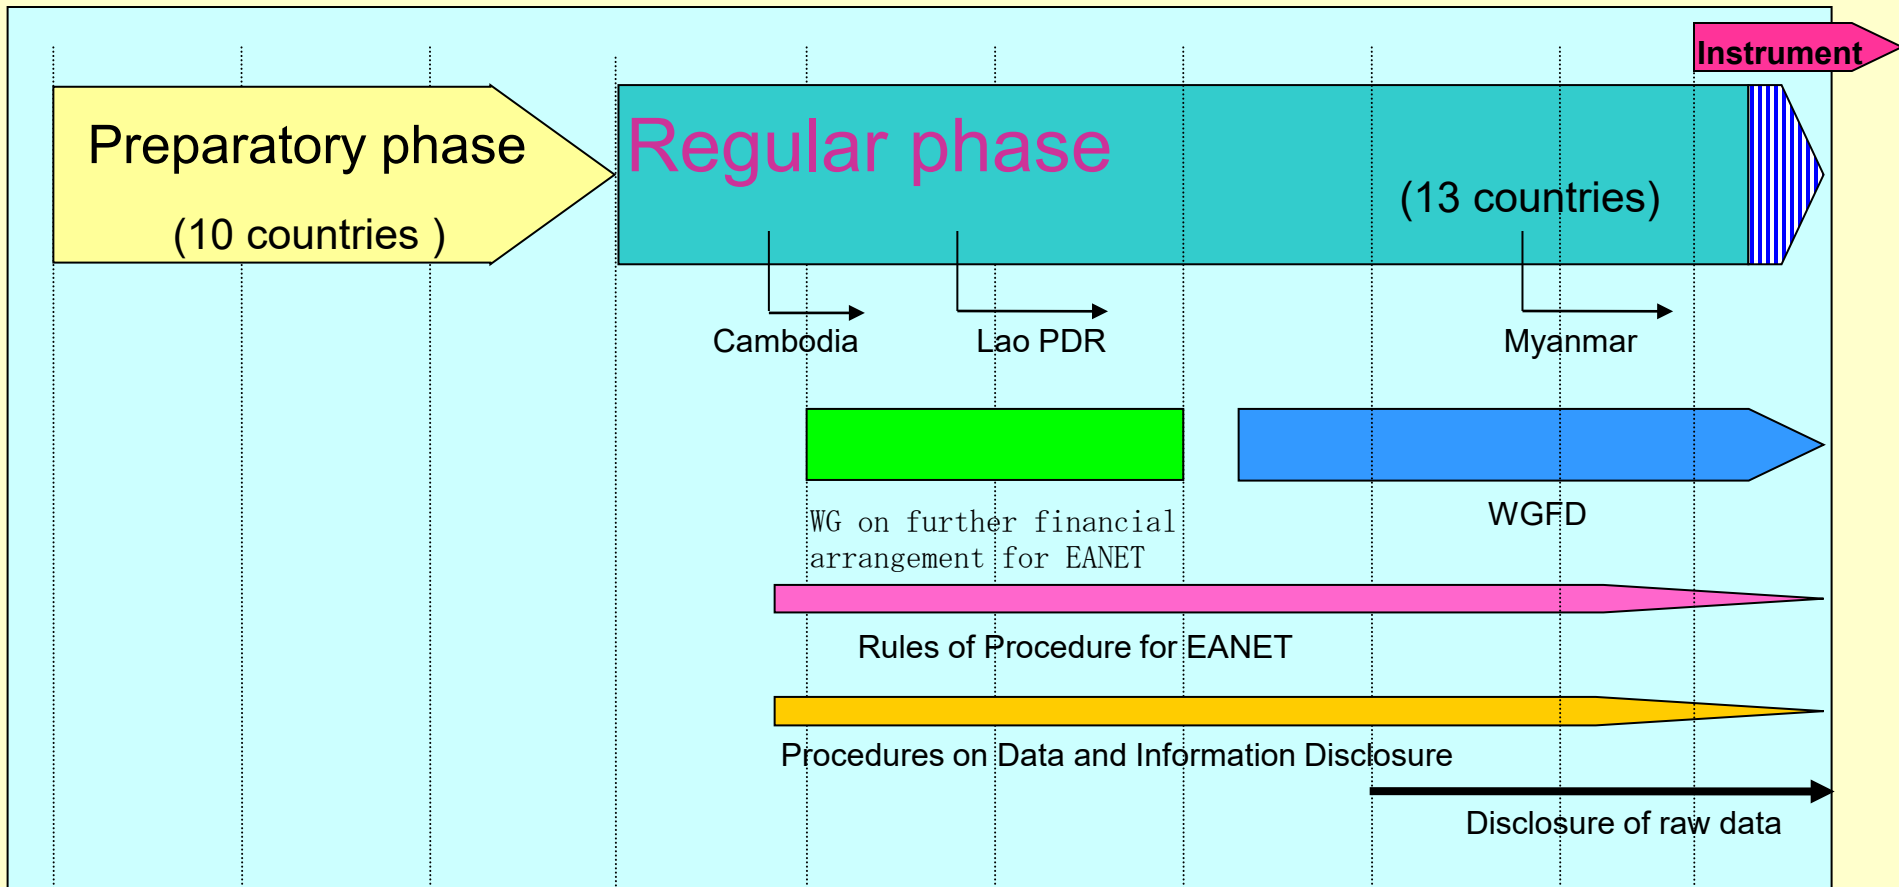 Instrument
Preparatory phase
(10 countries )
Regular phase
(13 countries)
Cambodia
Lao PDR
Myanmar
WG on further financial
arrangement for EANET
WGFD
Rules of Procedure for EANET
Procedures on Data and Information Disclosure
Disclosure of raw data